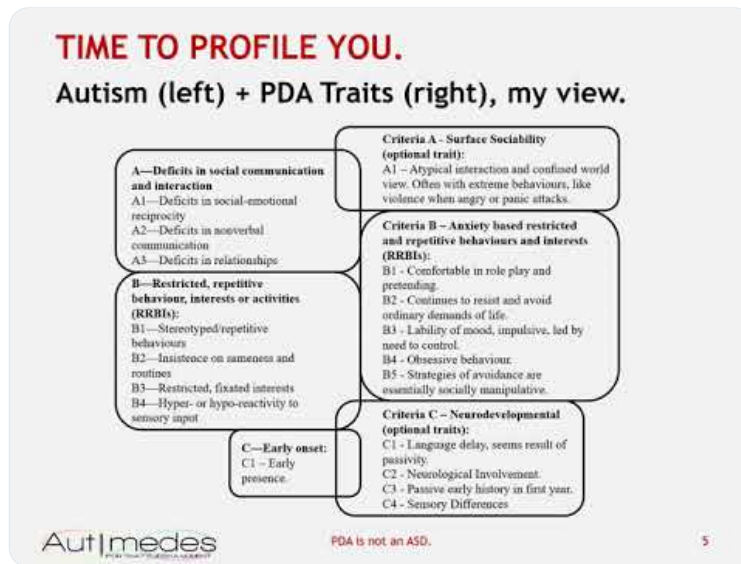 TIME TO PROFILE YOU.
Autism (left) + PDA Traits (right), my view.
A—Deficits in social communication
and interaction
A1—Deficits in social-emotional
reciprocity
A2—Deficits in nonverbal
communication
A3—Deficits in relationships
B—Restricted, repetitive
behaviour, interests or activities
(RRBIs):
B1—Stereotyped/repetitive
behaviours
B2—Insistence on sameness and
routines
B3—Restricted, fixated interests
B4—Hyper- or hypo-reactivity to
sensory input
C—Early onset:
C1 – Early
presence.
Criteria A - Surface Sociability
(optional trait):
A1 – Atypical interaction and confined world
view. Often with extreme behaviours, like
violence when angry or panic attacks.
Criteria B – Anxiety based restricted
and repetitive behaviours and interests
(RRBIs):
B1 - Comfortable in role play and
pretending.
B2 - Continues to resist and avoid
ordinary demands of life.
B3 - Lability of mood, impulsive, led by
need to control.
B4 - Obsessive behaviour.
B5 - Strategies of avoidance are
essentially socially manipulative.
Criteria C – Neurodevelopmental
(optional traits):
C1 - Language delay, seems result of
passivity.
C2 - Neurological Involvement.
C3 - Passive early history in first year.
C4 - Sensory Differences
Aut|medes
PDA is not an ASD.
5